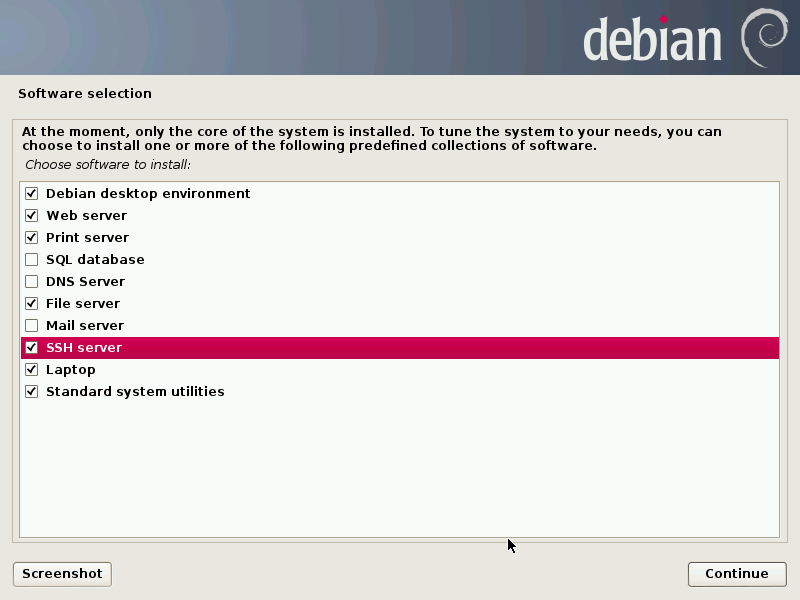 debian
Software selection
At the moment, only the core of the system is installed. To tune the system to your needs, you can
choose to install one or more of the following predefined collections of software.
Choose software to install:
Debian desktop environment
Web server
Print server
SQL database
DNS Server
File server
Mail server
SSH server
Laptop
Standard system utilities
Screenshot
Continue